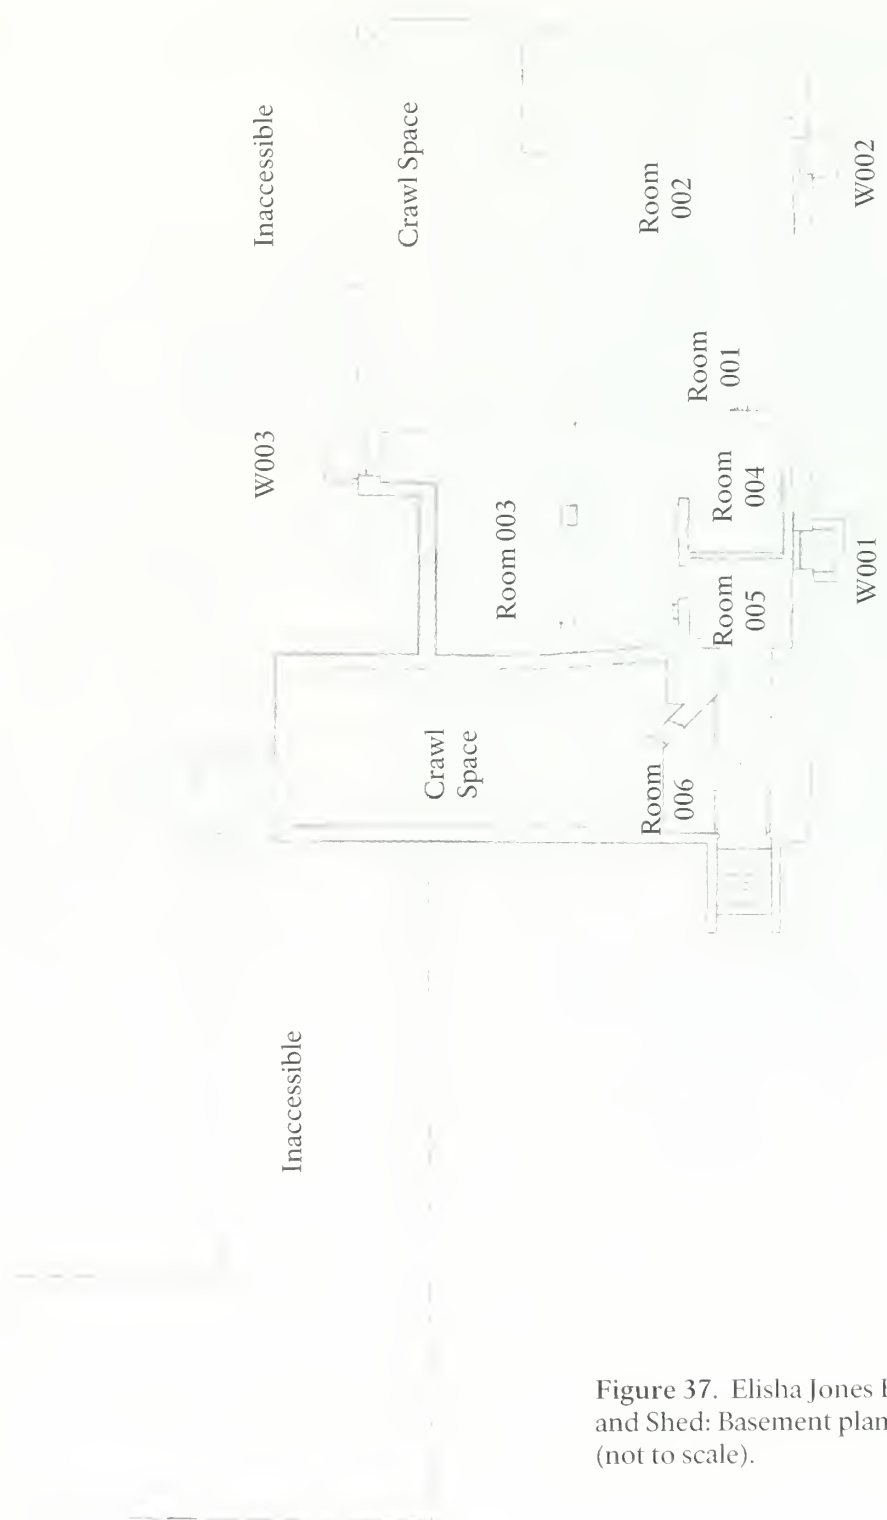 Inaccessible
Crawl Space
Room
002
W002
Room
001
W003
Room 003
Room
004
Room
005
W001
Crawl
Space
Room
006
Inaccessible
Figure 37. Elisha Jones
and Shed: Basement plan
(not to scale).